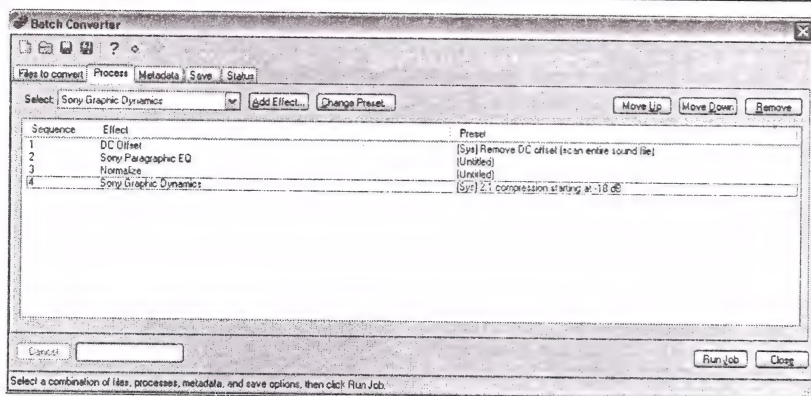 Batch Converter
?
Files to convert Process Metadata Save Status
Select: Sony Graphic Dynamics Add Effect... Change Preset... Move Up Move Down Remove
Sequence Effect Preset
1 DC Offset [Sys] Remove DC offset (scan entire sound file)
2 Sony Paragraphic EQ (Untitled)
3 Normalize (Untitled)
4 Sony Graphic Dynamics [Sys] 2:1 compression starting at -18 dB
Cancel Run Job Close
Select a combination of files, processes, metadata, and save options, then click Run Job.